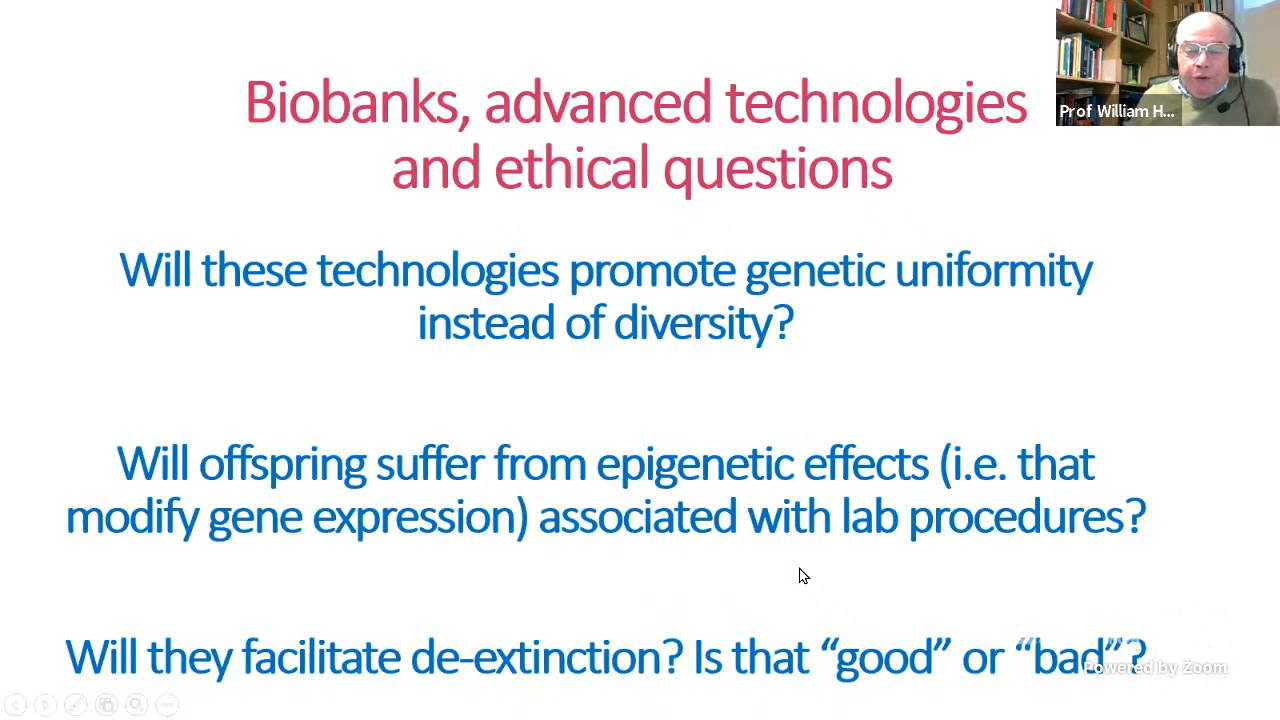 Biobanks, advanced technologies
and ethical questions
Prof William H...
Will these technologies promote genetic uniformity
instead of diversity?
Will offspring suffer from epigenetic effects (i.e. that
modify gene expression) associated with lab procedures?
Will they facilitate de-extinction? Is that “good” or “bad”?
Powered by Zoom